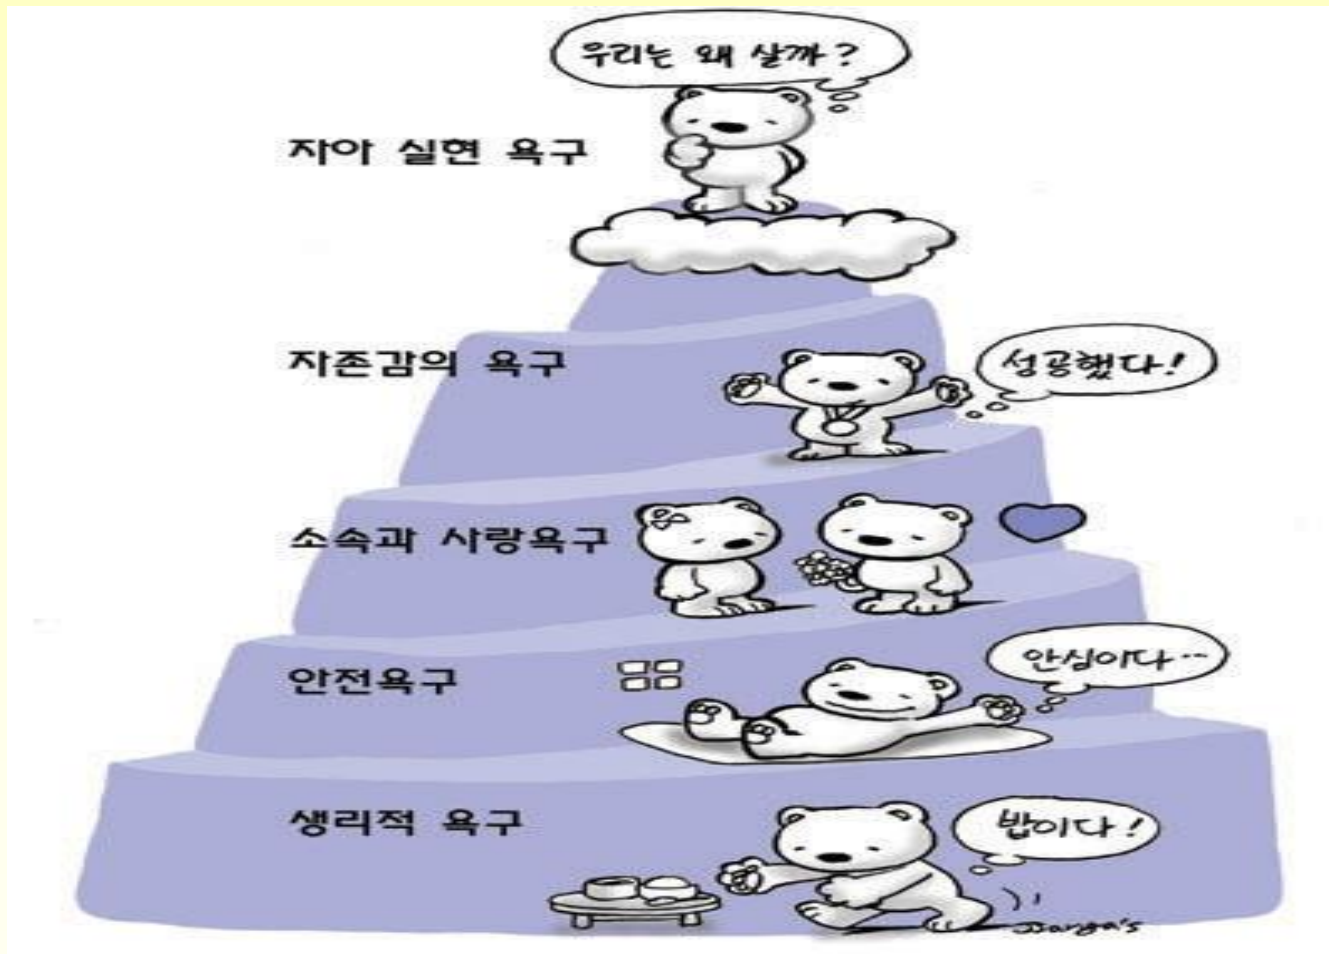 우리는 왜 살까?
자아 실현 욕구
자존감의 욕구
성공했다!
소속과 사랑욕구
안전욕구
안심이다··
생리적 욕구
밥이다!